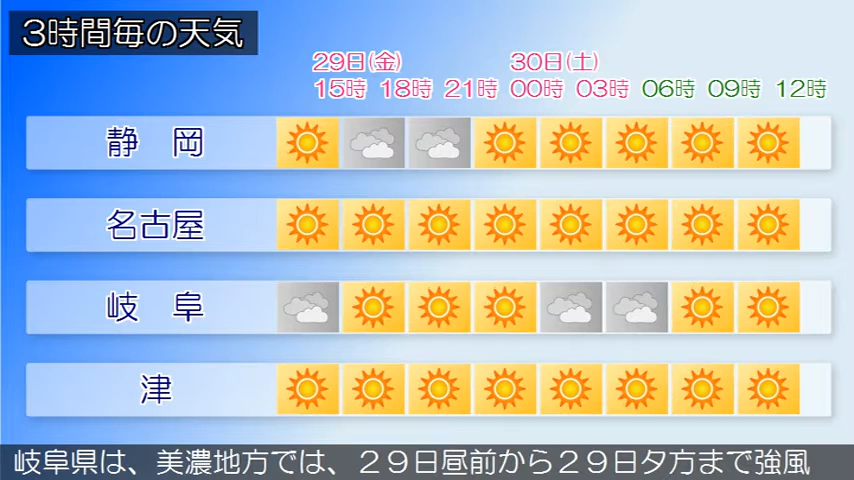 3時間毎の天気
29日(金) 30日(土)
15時 18時 21時 00時 03時 06時 09時 12時
静岡
名古屋
岐阜
津
岐阜県は、美濃地方では、２９日昼前から２９日夕方まで強風